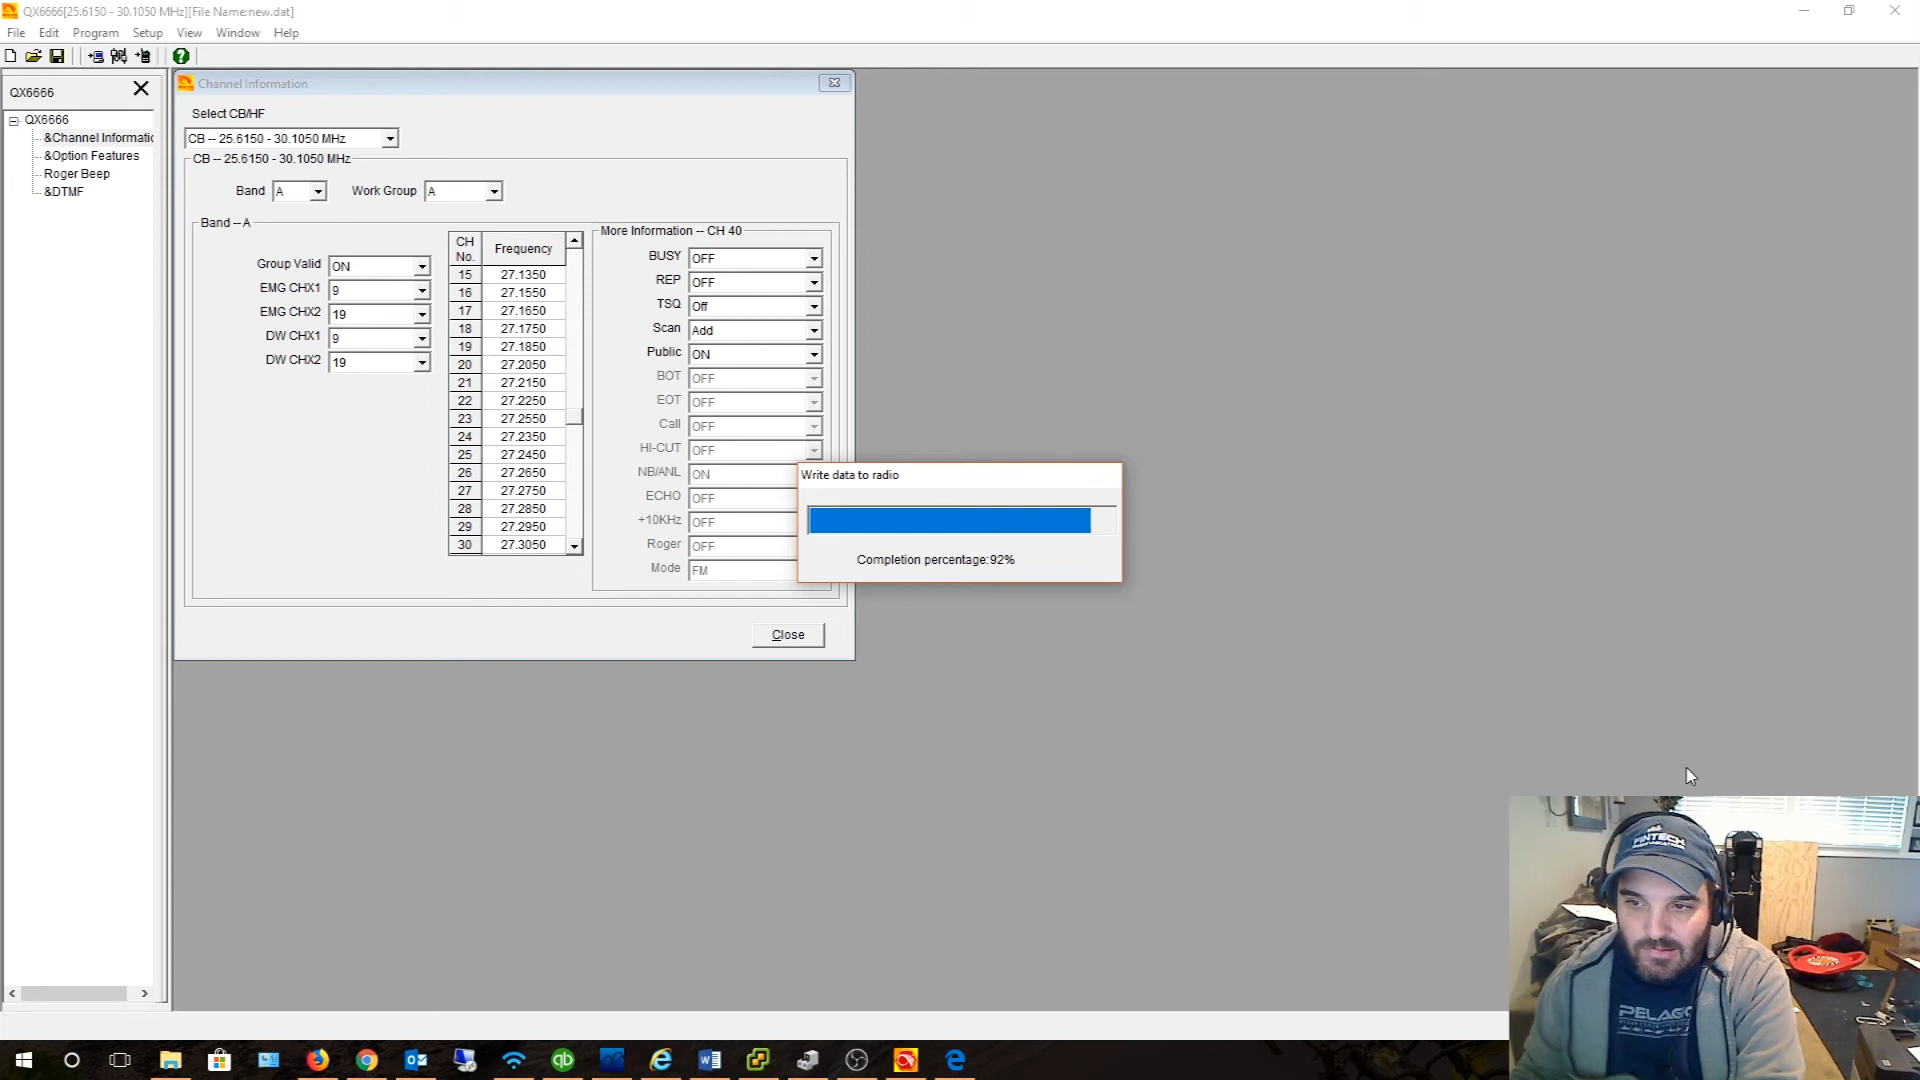 QX6666[25.6150 - 30.1050 MHz][File Name:new.dat]
File Edit Program Setup View Window Help
QX6666
QX6666
&Channel Informatic
&Option Features
Roger Beep
&DTMF
Channel Information
Select CB/HF
CB -- 25.6150 - 30.1050 MHz
CB -- 25.6150 - 30.1050 MHz
Band A Work Group A
Band -- A
Group Valid ON
EMG CHX1 9
EMG CHX2 19
DW CHX1 9
DW CHX2 19
CH No. Frequency
15 27.1350
16 27.1550
17 27.1650
18 27.1750
19 27.1850
20 27.2050
21 27.2150
22 27.2250
23 27.2550
24 27.2350
25 27.2450
26 27.2650
27 27.2750
28 27.2850
29 27.2950
30 27.3050
More Information -- CH 40
BUSY OFF
REP OFF
TSQ Off
Scan Add
Public ON
BOT OFF
EOT OFF
Call OFF
HI-CUT OFF
NB/ANL ON
ECHO OFF
+10KHz OFF
Roger OFF
Mode FM
Close
Write data to radio
Completion percentage:92%
FINTECH
PELAGO